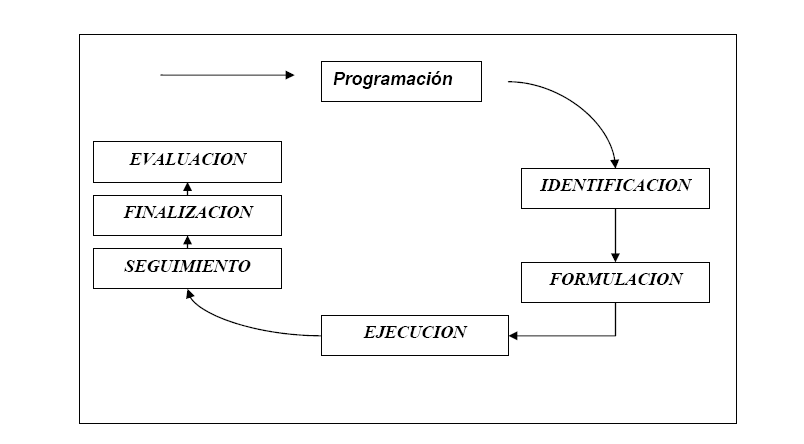 Programación
EVALUACION
IDENTIFICACION
FINALIZACION
SEGUIMIENTO
FORMULACION
EJECUCION